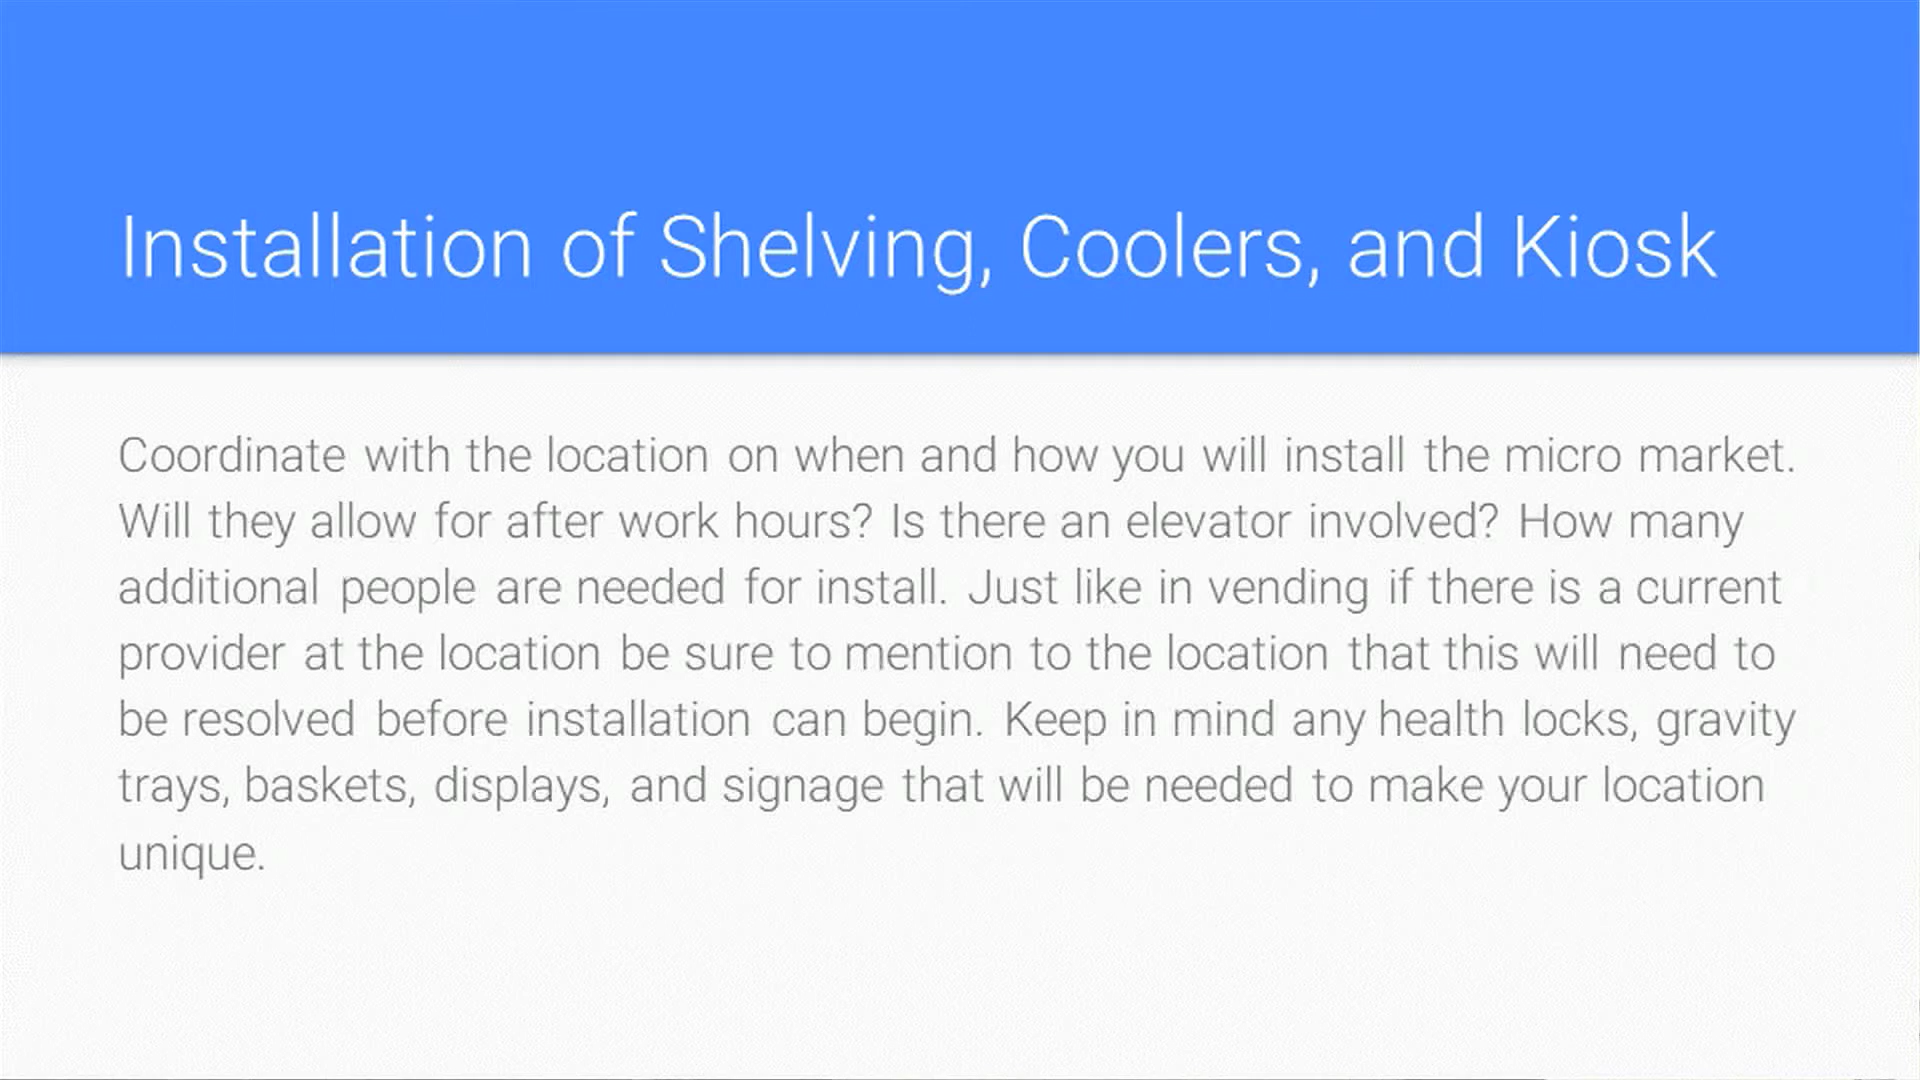 Installation of Shelving, Coolers, and Kiosk
Coordinate with the location on when and how you will install the micro market.
Will they allow for after work hours? Is there an elevator involved? How many
additional people are needed for install. Just like in vending if there is a current
provider at the location be sure to mention to the location that this will need to
be resolved before installation can begin. Keep in mind any health locks, gravity
trays, baskets, displays, and signage that will be needed to make your location
unique.